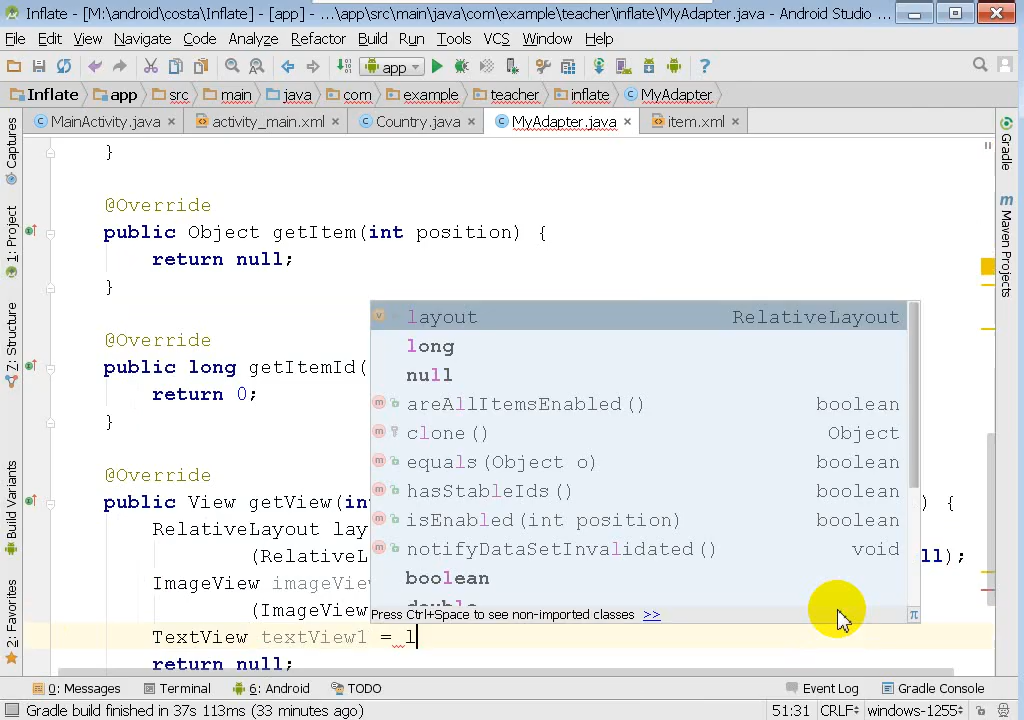 Inflate - [M:\android\costa\Inflate] - [app] - ...\app\src\main\java\com\example\teacher\inflate\MyAdapter.java - Android Studio ...
File Edit View Navigate Code Analyze Refactor Build Run Tools VCS Window Help
app
Inflate app src main java com example teacher inflate MyAdapter
MainActivity.java activity_main.xml Country.java MyAdapter.java item.xml
Captures
1: Project
Z: Structure
Build Variants
2: Favorites
Gradle
Maven Projects
}
@Override
public Object getItem(int position) {
return null;
}
@Override
public long getItemId(
return 0;
}
@Override
public View getView(int ) {
RelativeLayout lay
(RelativeL ll);
ImageView imageView
(ImageView
TextView textView1 = l
return null;
layout RelativeLayout
long
null
areAllItemsEnabled() boolean
clone() Object
equals(Object o) boolean
hasStableIds() boolean
isEnabled(int position) boolean
notifyDataSetInvalidated() void
boolean
double
Press Ctrl+Space to see non-imported classes >>
0: Messages Terminal 6: Android TODO Event Log Gradle Console
Gradle build finished in 37s 113ms (33 minutes ago) 51:31 CRLF windows-1255